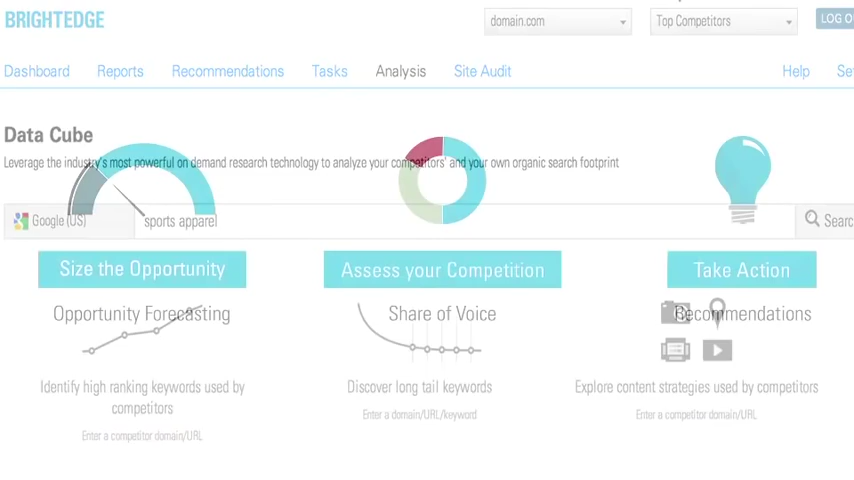 BRIGHTEDGE
domain.com
Top Competitors
LOG O
Dashboard Reports Recommendations Tasks Analysis Site Audit Help Se
Data Cube
Leverage the industry's most powerful on demand research technology to analyze your competitors' and your own organic search footprint
Google (US) sports apparel Searc
Size the Opportunity
Assess your Competition
Take Action
Opportunity Forecasting
Share of Voice
Recommendations
Identify high ranking keywords used by
competitors
Enter a competitor domain/URL
Discover long tail keywords
Enter a domain/URL/keyword
Explore content strategies used by competitors
Enter a competitor domain/URL